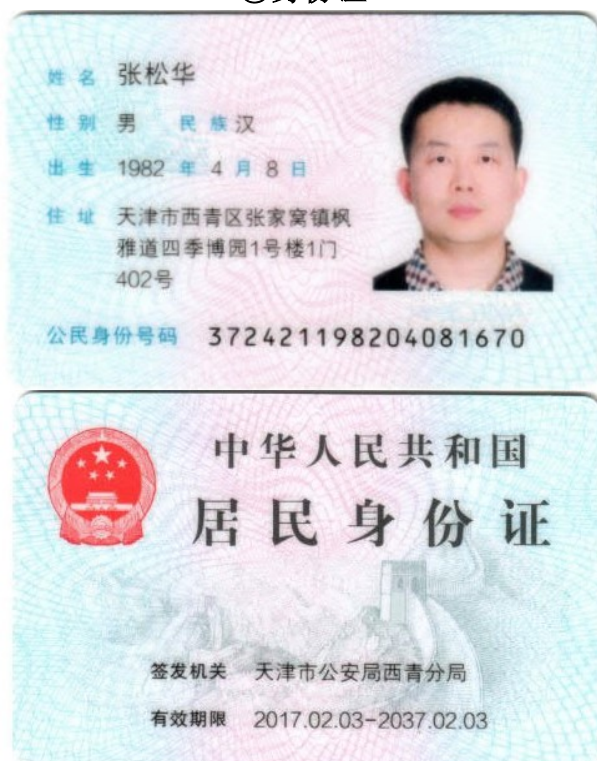 姓名 张松华
性别 男 民族 汉
出生 1982 年 4 月 8 日
住址 天津市西青区张家窝镇枫
雅道四季博园1号楼1门
402号
公民身份号码 372421198204081670
中华人民共和国
居民身份证
签发机关 天津市公安局西青分局
有效期限 2017.02.03-2037.02.03